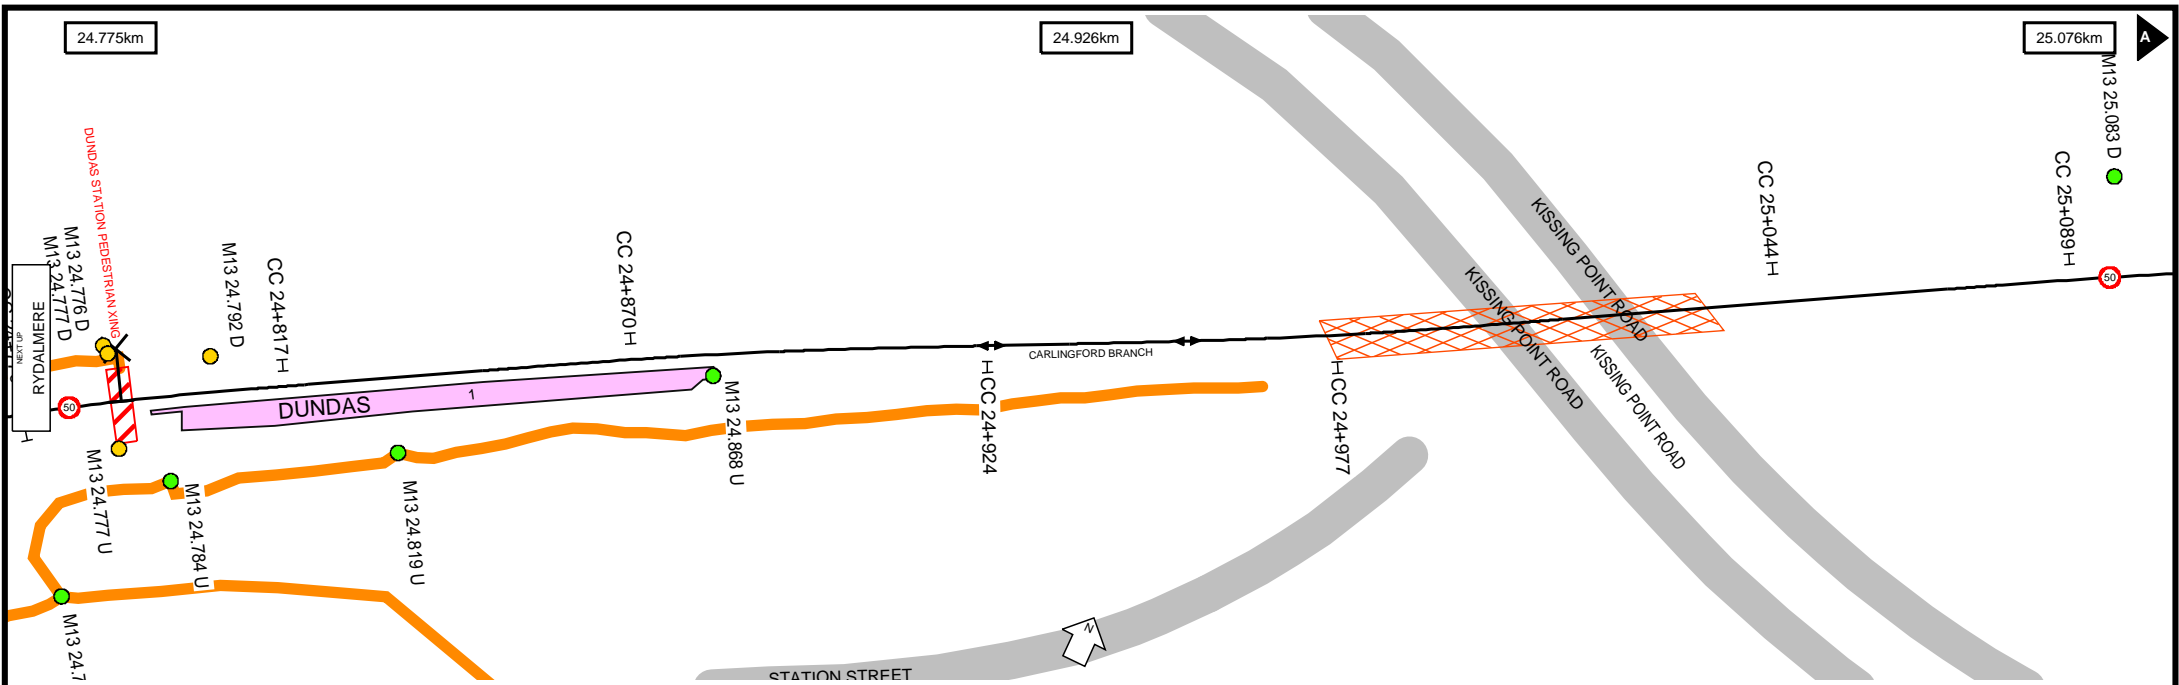 24.775km
24.926km
25.076km
A
M13 25.083 D
DUNDAS STATION PEDESTRIAN XING
M13 24.776 D
M13 24.777 D
M13 24.792 D
CC 24+817 H
CC 24+870 H
CC 25+044 H
CC 25+089 H
NEXT UP
RYDALMERE
50
50
KISSING POINT ROAD
KISSING POINT ROAD
KISSING POINT ROAD
CARLINGFORD BRANCH
DUNDAS
1
H CC 24+924
H CC 24+977
M13 24.868 U
M13 24.777 U
M13 24.784 U
M13 24.819 U
M13 24.7
H
N
STATION STREET